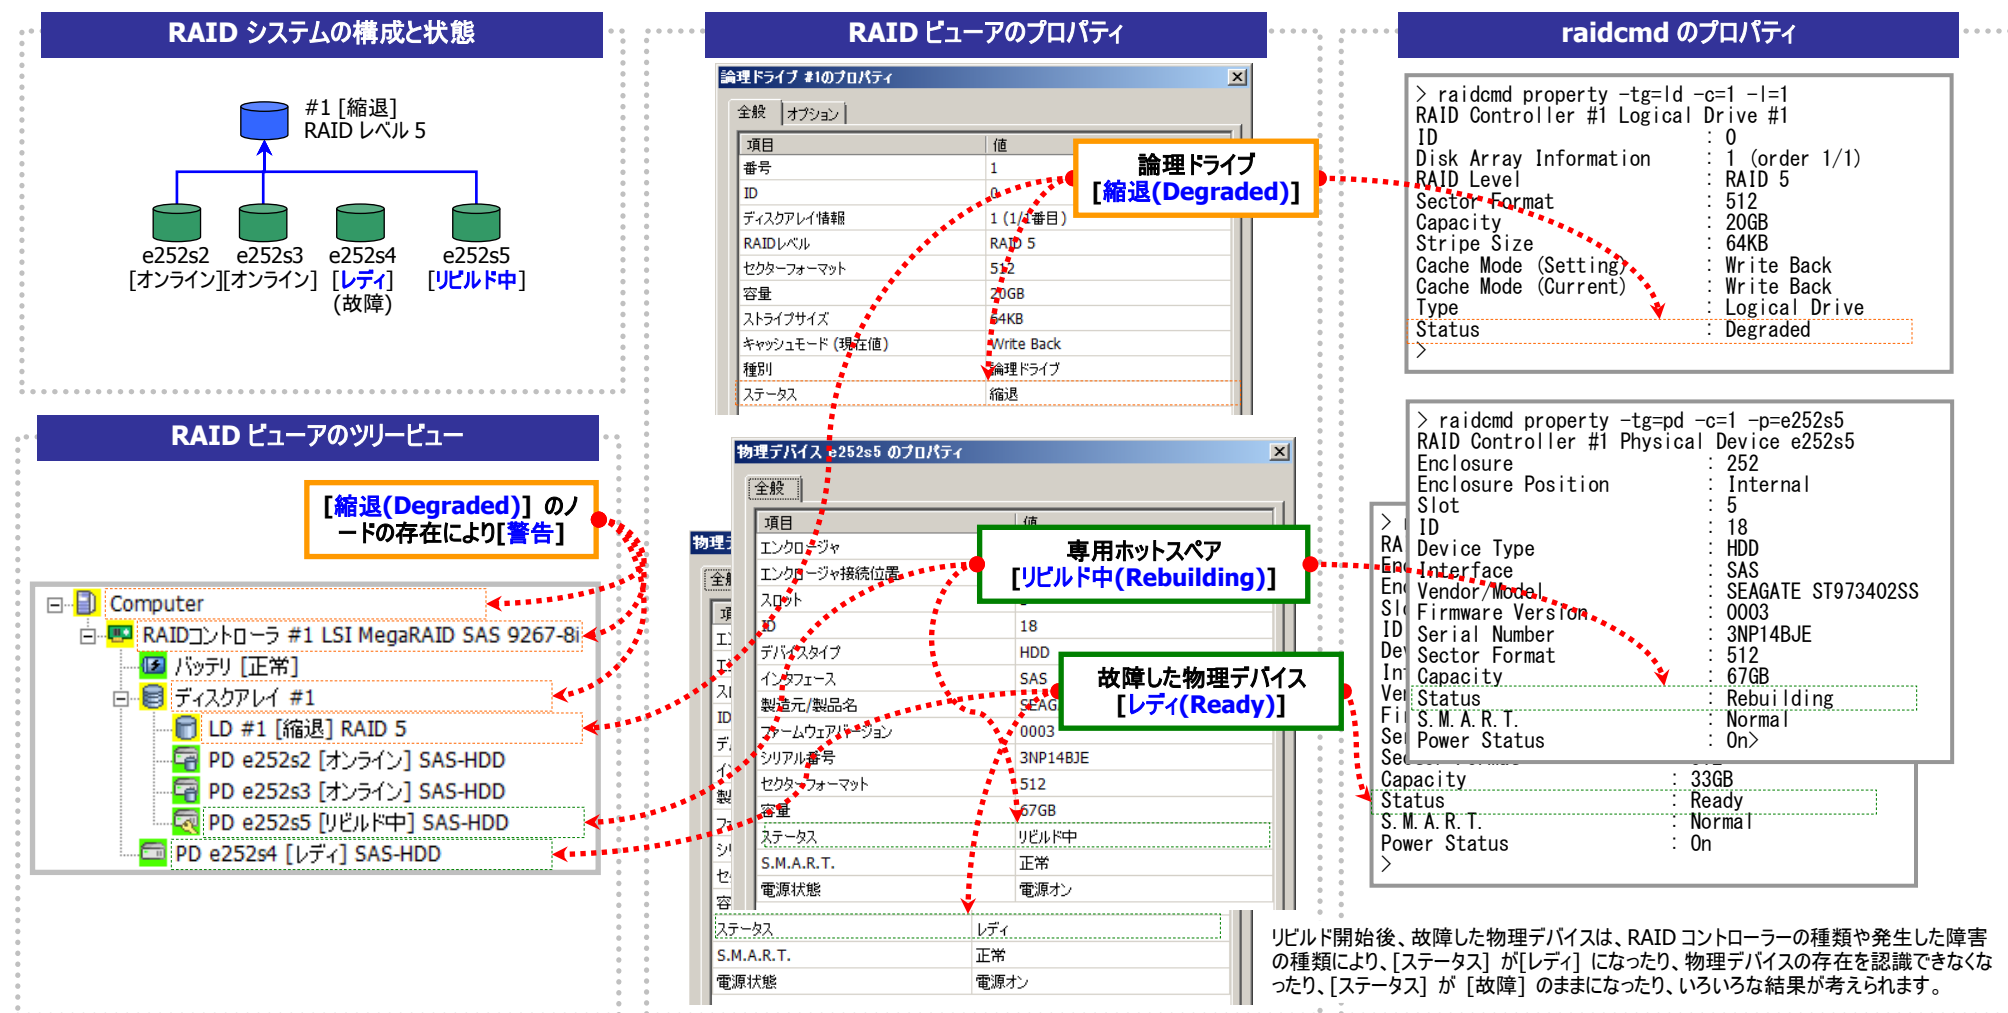 RAID システムの構成と状態
#1 [縮退]
RAID レベル 5
e252s2
[オンライン]
e252s3
[オンライン]
e252s4
[レディ]
(故障)
e252s5
[リビルド中]
RAID ビューアのツリービュー
[縮退(Degraded)] のノ
ードの存在により[警告]
Computer
RAIDコントローラ #1 LSI MegaRAID SAS 9267-8i
バッテリ [正常]
ディスクアレイ #1
LD #1 [縮退] RAID 5
PD e252s2 [オンライン] SAS-HDD
PD e252s3 [オンライン] SAS-HDD
PD e252s5 [リビルド中] SAS-HDD
PD e252s4 [レディ] SAS-HDD
RAID ビューアのプロパティ
論理ドライブ #1のプロパティ
全般 オプション
項目 値
番号 1
ID 0
ディスクアレイ情報 1 (1/1番目)
RAIDレベル RAID 5
セクターフォーマット 512
容量 20GB
ストライプサイズ 64KB
キャッシュモード (現在値) Write Back
種別 論理ドライブ
ステータス 縮退
論理ドライブ
[縮退(Degraded)]
物理デバイス e252s5 のプロパティ
全般
項目 値
エンクロージャ
エンクロージャ接続位置
スロット
ID 18
デバイスタイプ HDD
インタフェース SAS
製造元/製品名 SEAG
ファームウェアバージョン 0003
シリアル番号 3NP14BJE
セクターフォーマット 512
容量 67GB
ステータス リビルド中
S.M.A.R.T. 正常
電源状態 電源オン
専用ホットスペア
[リビルド中(Rebuilding)]
故障した物理デバイス
[レディ(Ready)]
ステータス レディ
S.M.A.R.T. 正常
電源状態 電源オン
raidcmd のプロパティ
> raidcmd property -tg=ld -c=1 -l=1
RAID Controller #1 Logical Drive #1
ID : 0
Disk Array Information : 1 (order 1/1)
RAID Level : RAID 5
Sector Format : 512
Capacity : 20GB
Stripe Size : 64KB
Cache Mode (Setting) : Write Back
Cache Mode (Current) : Write Back
Type : Logical Drive
Status : Degraded
>
> raidcmd property -tg=pd -c=1 -p=e252s5
RAID Controller #1 Physical Device e252s5
Enclosure : 252
Enclosure Position : Internal
Slot : 5
ID : 18
Device Type : HDD
Interface : SAS
Vendor/Model : SEAGATE ST973402SS
Firmware Version : 0003
Serial Number : 3NP14BJE
Sector Format : 512
Capacity : 67GB
Status : Rebuilding
S.M.A.R.T. : Normal
Power Status : On>
Capacity : 33GB
Status : Ready
S.M.A.R.T. : Normal
Power Status : On
>
リビルド開始後、故障した物理デバイスは、RAID コントローラーの種類や発生した障害
の種類により、[ステータス] が[レディ] になったり、物理デバイスの存在を認識できなくな
ったり、[ステータス] が [故障] のままになったり、いろいろな結果が考えられます。